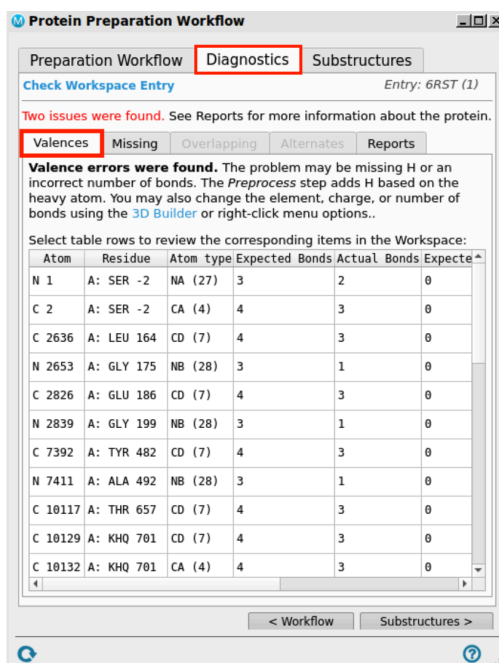 Protein Preparation Workflow
Preparation Workflow Diagnostics Substructures
Check Workspace Entry Entry: 6RST (1)
Two issues were found. See Reports for more information about the protein.
Valences Missing Overlapping Alternates Reports
Valence errors were found. The problem may be missing H or an
incorrect number of bonds. The Preprocess step adds H based on the
heavy atom. You may also change the element, charge, or number of
bonds using the 3D Builder or right-click menu options..
Select table rows to review the corresponding items in the Workspace:
Atom Residue Atom type Expected Bonds Actual Bonds Expecte
N 1 A: SER -2 NA (27) 3 2 0
C 2 A: SER -2 CA (4) 4 3 0
C 2636 A: LEU 164 CD (7) 4 3 0
N 2653 A: GLY 175 NB (28) 3 1 0
C 2826 A: GLU 186 CD (7) 4 3 0
N 2839 A: GLY 199 NB (28) 3 1 0
C 7392 A: TYR 482 CD (7) 4 3 0
N 7411 A: ALA 492 NB (28) 3 1 0
C 10117 A: THR 657 CD (7) 4 3 0
C 10129 A: KHQ 701 CD (7) 4 3 0
C 10132 A: KHQ 701 CA (4) 4 3 0
< Workflow Substructures >